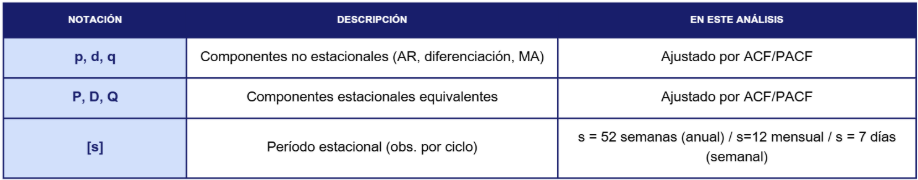 NOTACIÓN DESCRIPCIÓN EN ESTE ANÁLISIS
p, d, q Componentes no estacionales (AR, diferenciación, MA) Ajustado por ACF/PACF
P, D, Q Componentes estacionales equivalentes Ajustado por ACF/PACF
[s] Período estacional (obs. por ciclo) s = 52 semanas (anual) / s=12 mensual / s = 7 días
(semanal)